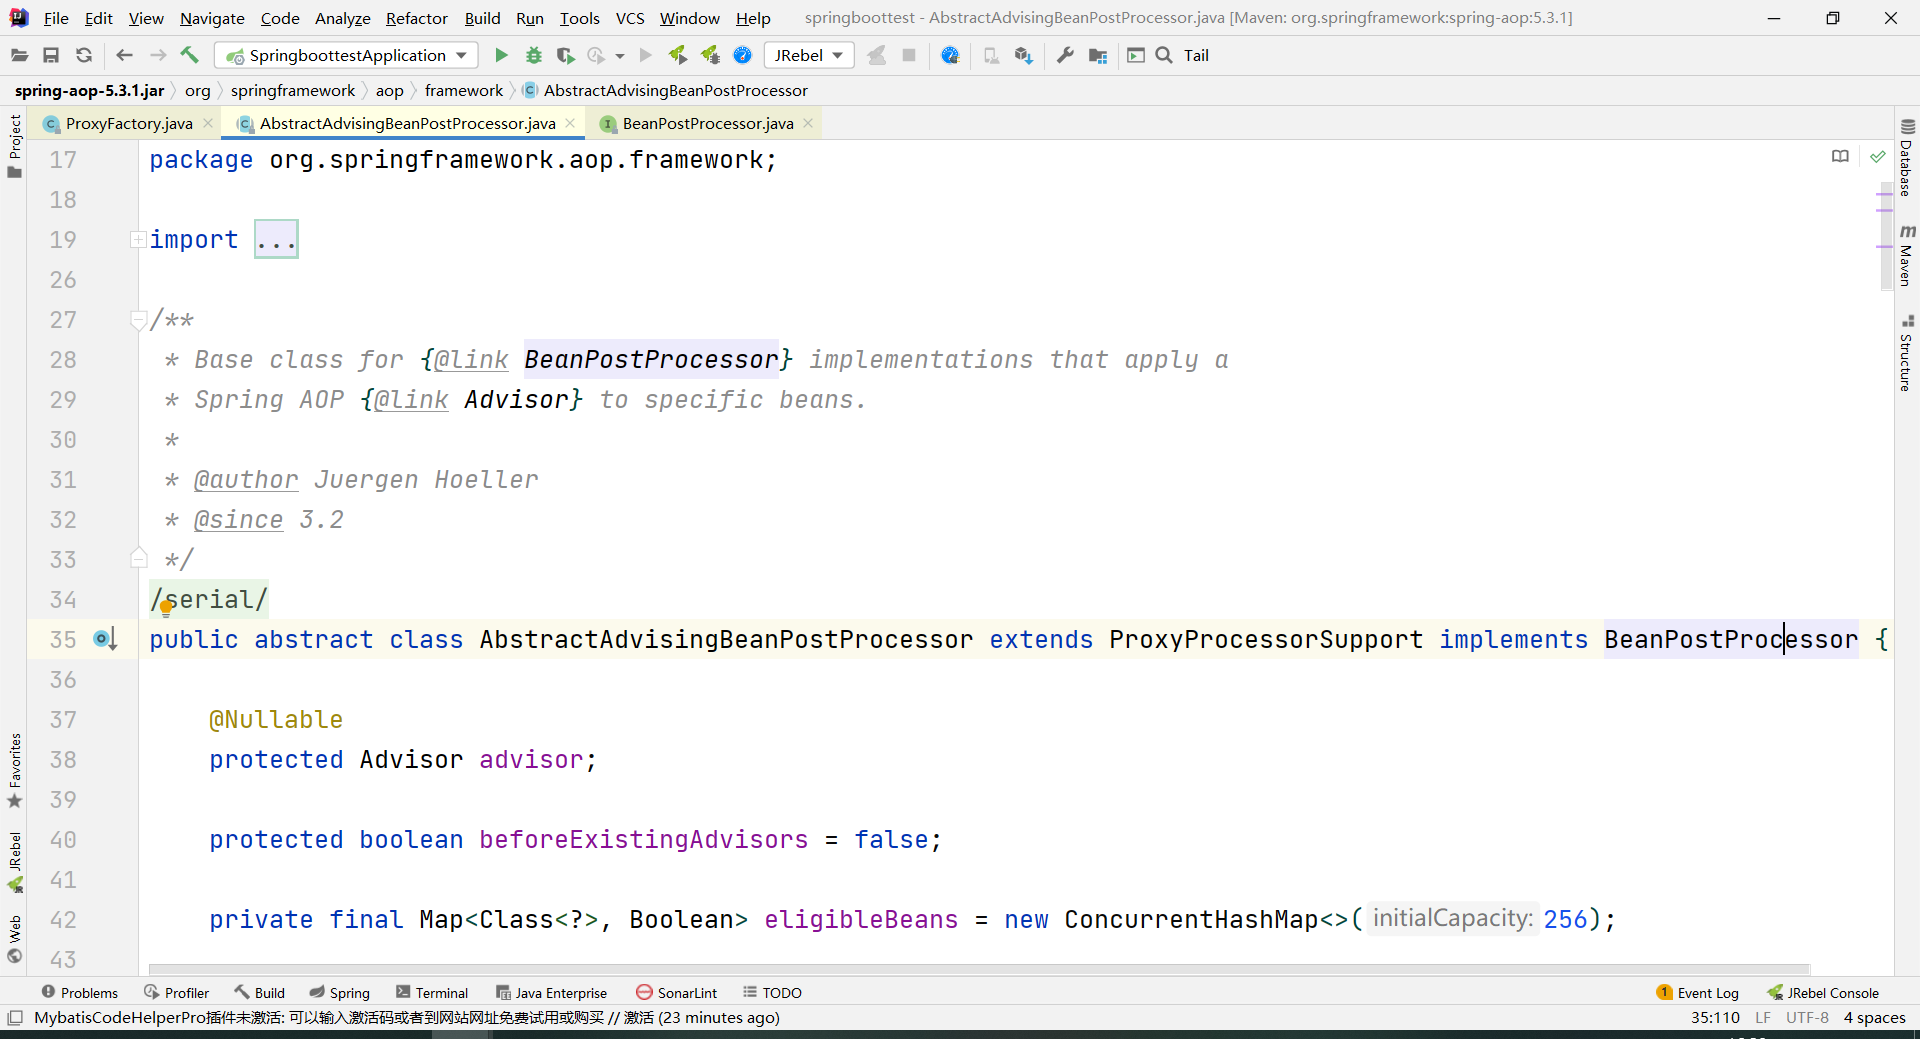 File Edit View Navigate Code Analyze Refactor Build Run Tools VCS Window Help springboottest - AbstractAdvisingBeanPostProcessor.java [Maven: org.springframework:spring-aop:5.3.1]
SpringboottestApplication JRebel Tail
spring-aop-5.3.1.jar org springframework aop framework AbstractAdvisingBeanPostProcessor
ProxyFactory.java AbstractAdvisingBeanPostProcessor.java BeanPostProcessor.java
Project
Favorites
JRebel
Web
17 package org.springframework.aop.framework;
18
19 import ...
26
27 /**
28 * Base class for {@link BeanPostProcessor} implementations that apply a
29 * Spring AOP {@link Advisor} to specific beans.
30 *
31 * @author Juergen Hoeller
32 * @since 3.2
33 */
34 /serial/
35 public abstract class AbstractAdvisingBeanPostProcessor extends ProxyProcessorSupport implements BeanPostProcessor {
36
37 @Nullable
38 protected Advisor advisor;
39
40 protected boolean beforeExistingAdvisors = false;
41
42 private final Map<Class<?>, Boolean> eligibleBeans = new ConcurrentHashMap<>( initialCapacity: 256);
43
Database
Maven
Structure
Problems Profiler Build Spring Terminal Java Enterprise SonarLint TODO 1 Event Log JRebel Console
MybatisCodeHelperPro插件未激活: 可以输入激活码或者到网站网址免费试用或购买 // 激活 (23 minutes ago) 35:110 LF UTF-8 4 spaces